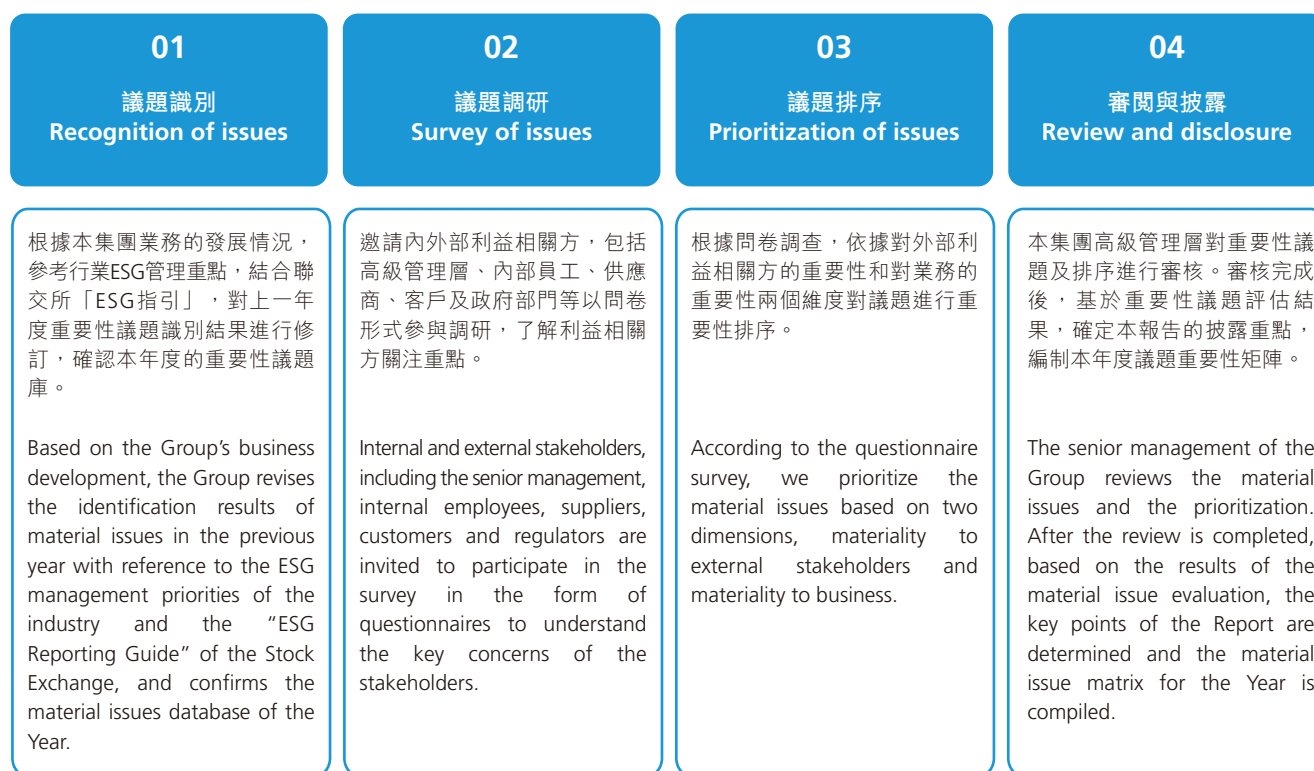 01
議題識別
Recognition of issues
根據本集團業務的發展情況，
參考行業ESG管理重點，結合聯
交所「ESG指引」，對上一年
度重要性議題識別結果進行修
訂，確認本年度的重要性議題
庫。
Based on the Group’s business
development, the Group revises
the identification results of
material issues in the previous
year with reference to the ESG
management priorities of the
industry and the “ESG
Reporting Guide” of the Stock
Exchange, and confirms the
material issues database of the
Year.
02
議題調研
Survey of issues
邀請內外部利益相關方，包括
高級管理層、內部員工、供應
商、客戶及政府部門等以問卷
形式參與調研，了解利益相關
方關注重點。
Internal and external stakeholders,
including the senior management,
internal employees, suppliers,
customers and regulators are
invited to participate in the
survey in the form of
questionnaires to understand
the key concerns of the
stakeholders.
03
議題排序
Prioritization of issues
根據問卷調查，依據對外部利
益相關方的重要性和對業務的
重要性兩個維度對議題進行重
要性排序。
According to the questionnaire
survey, we prioritize the
material issues based on two
dimensions, materiality to
external stakeholders and
materiality to business.
04
審閱與披露
Review and disclosure
本集團高級管理層對重要性議
題及排序進行審核。審核完成
後，基於重要性議題評估結
果，確定本報告的披露重點，
編制本年度議題重要性矩陣。
The senior management of the
Group reviews the material
issues and the prioritization.
After the review is completed,
based on the results of the
material issue evaluation, the
key points of the Report are
determined and the material
issue matrix for the Year is
compiled.